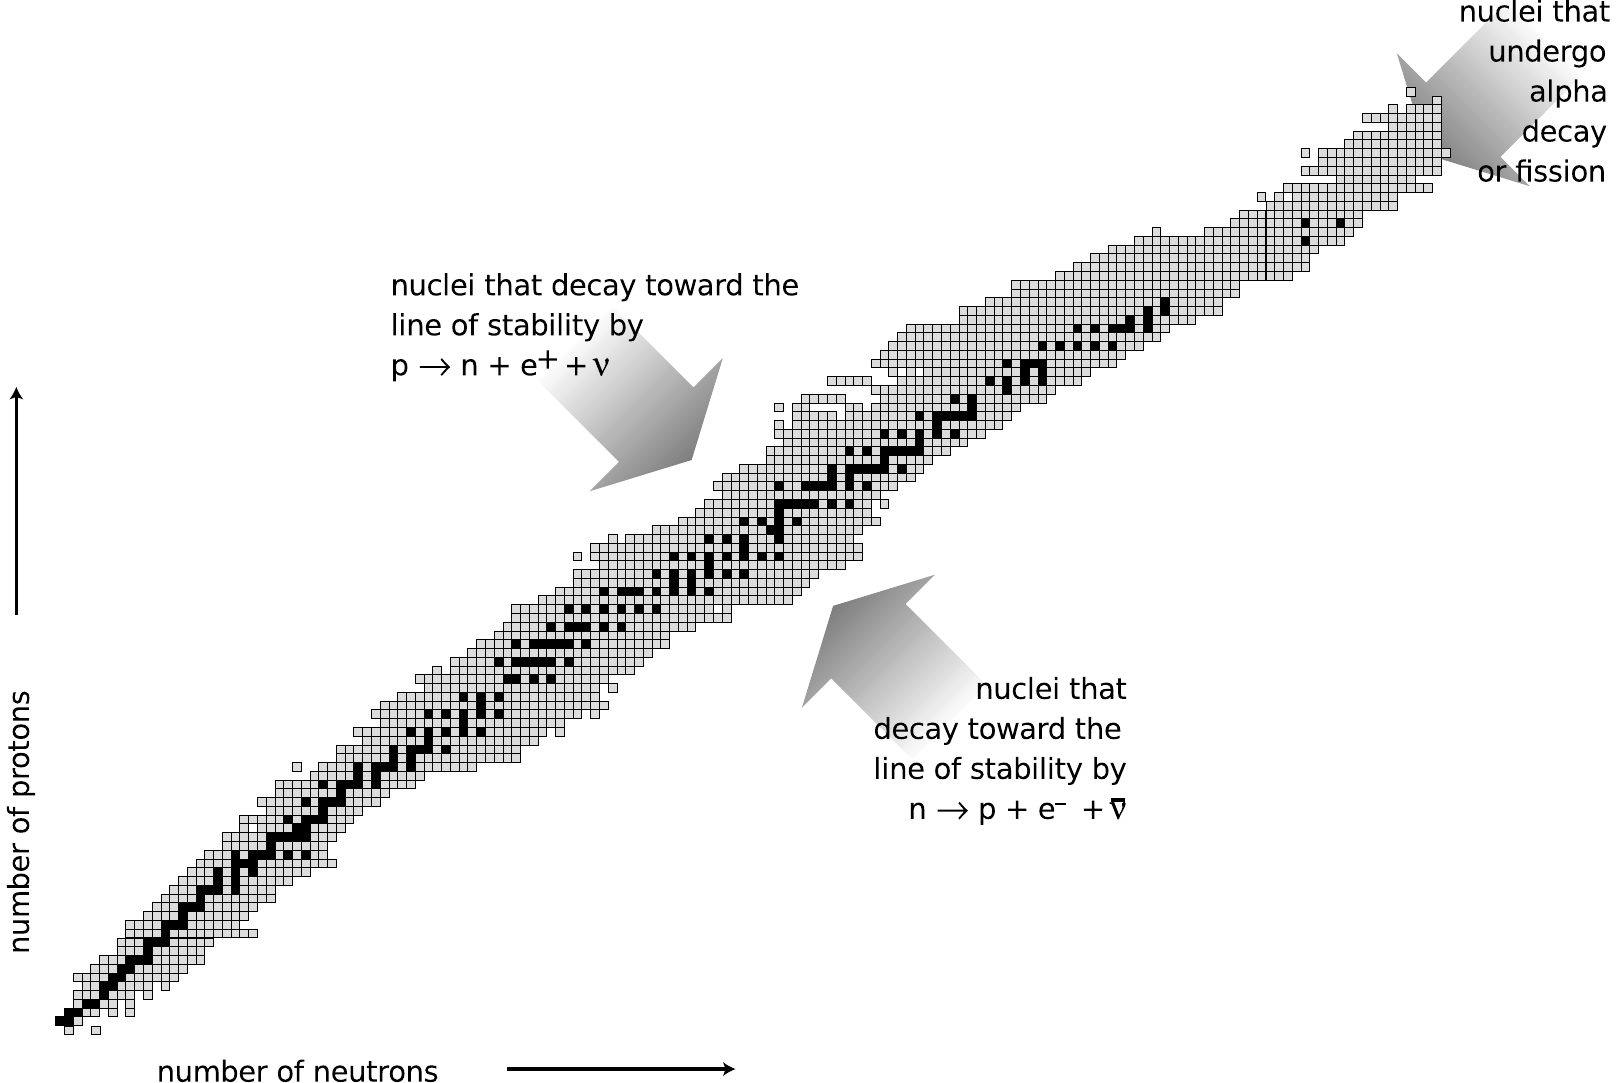 nuclei that
undergo
alpha
decay
or fission
nuclei that decay toward the
line of stability by
p → n + e⁺ + ν
nuclei that
decay toward the
line of stability by
n → p + e⁻ + ν̅
number of protons
number of neutrons